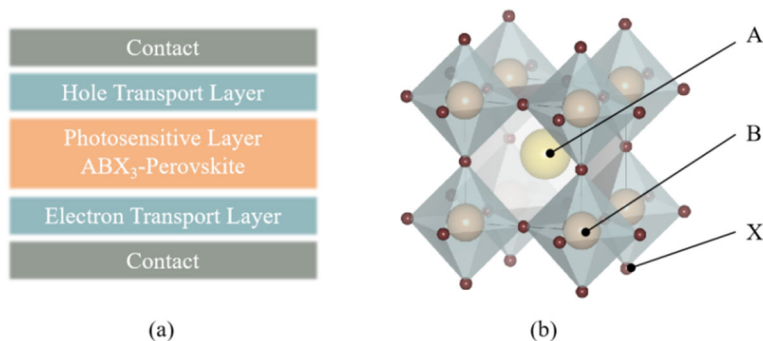 Contact
Hole Transport Layer
Photosensitive Layer
ABX₃-Perovskite
Electron Transport Layer
Contact
(a)
A
B
X
(b)